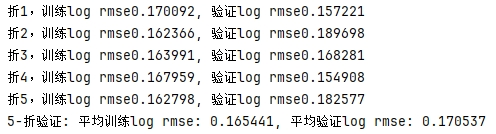 折1，训练log rmse0.170092, 验证log rmse0.157221
折2，训练log rmse0.162366, 验证log rmse0.189698
折3，训练log rmse0.163991, 验证log rmse0.168281
折4，训练log rmse0.167959, 验证log rmse0.154908
折5，训练log rmse0.162798, 验证log rmse0.182577
5-折验证: 平均训练log rmse: 0.165441, 平均验证log rmse: 0.170537